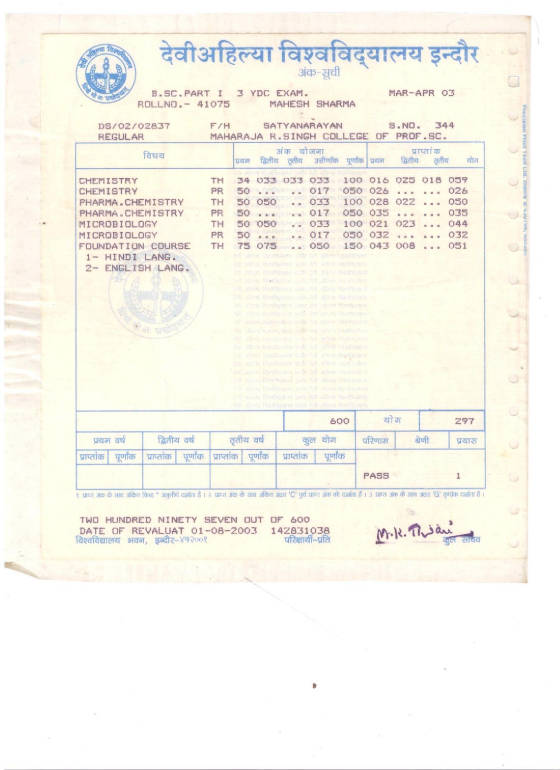 देवी अहिल्या विश्वविद्यालय इन्दौर
अंक-सूची
B.SC.PART I 3 YDC EXAM. MAR-APR 03
ROLLNO.- 41075 MAHESH SHARMA
DS/02/02837 F/H SATYANARAYAN S.NO. 344
REGULAR MAHARAJA R.SINGH COLLEGE OF PROF.SC.
विषय अंक योजना प्राप्तांक
प्रथम द्वितीय तृतीय उत्तीर्णांक पूर्णांक प्रथम द्वितीय तृतीय योग
CHEMISTRY TH 34 033 033 033 100 016 025 018 059
CHEMISTRY PR 50 ... .. 017 050 026 ... ... 026
PHARMA.CHEMISTRY TH 50 050 .. 033 100 028 022 ... 050
PHARMA.CHEMISTRY PR 50 ... .. 017 050 035 ... ... 035
MICROBIOLOGY TH 50 050 .. 033 100 021 023 ... 044
MICROBIOLOGY PR 50 ... .. 017 050 032 ... ... 032
FOUNDATION COURSE TH 75 075 .. 050 150 043 008 ... 051
1- HINDI LANG.
2- ENGLISH LANG.
600 योग 297
प्रथम वर्ष द्वितीय वर्ष तृतीय वर्ष कुल योग परिणाम श्रेणी प्रयास
प्राप्तांक पूर्णांक प्राप्तांक पूर्णांक प्राप्तांक पूर्णांक प्राप्तांक पूर्णांक
PASS 1
TWO HUNDRED NINETY SEVEN OUT OF 600
DATE OF REVALUAT 01-08-2003 142831038
विश्वविद्यालय भवन, इन्दौर-४५२००१ परिक्षार्थी-प्रति कुल सचिव